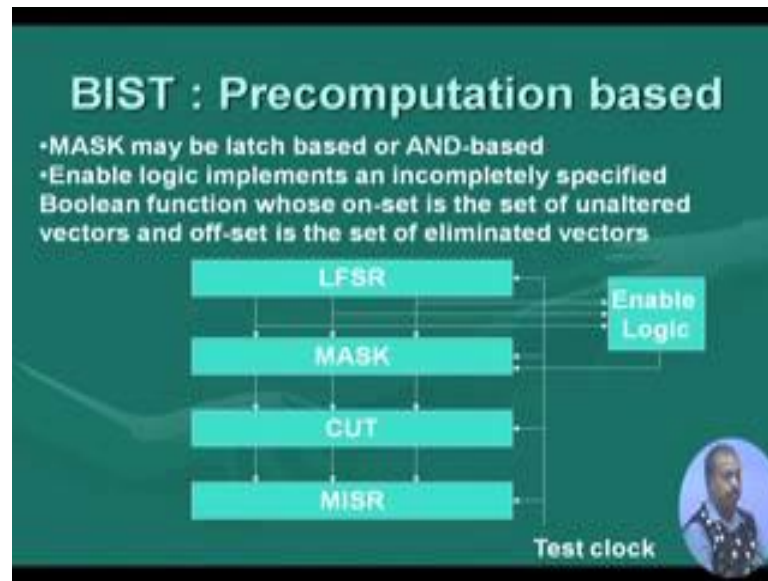 BIST : Precomputation based
•MASK may be latch based or AND-based
•Enable logic implements an incompletely specified
Boolean function whose on-set is the set of unaltered
vectors and off-set is the set of eliminated vectors
LFSR
Enable
Logic
MASK
CUT
MISR
Test clock